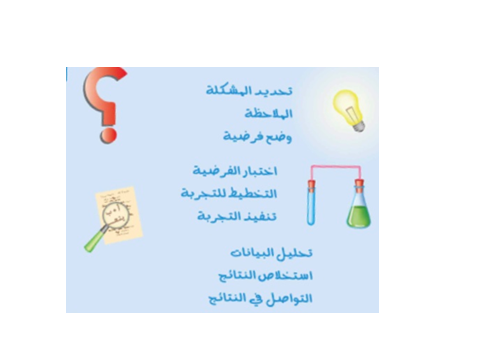 تحديد المشكلة
الملاحظة
وضع فرضية
اختبار الفرضية
التخطيط للتجربة
تنفيذ التجربة
تحليل البيانات
استخلاص النتائج
التواصل في النتائج